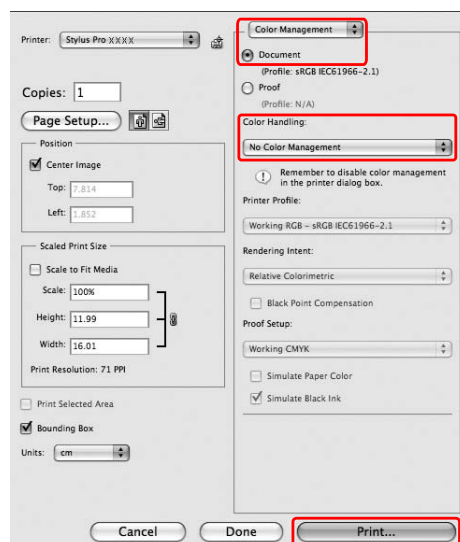 Printer: Stylus Pro XXXX
Copies: 1
Page Setup...
Position
Center Image
Top: 7.814
Left: 1.852
Scaled Print Size
Scale to Fit Media
Scale: 100%
Height: 11.99
Width: 16.01
Print Resolution: 71 PPI
Print Selected Area
Bounding Box
Units: cm
Color Management
Document
(Profile: sRGB IEC61966-2.1)
Proof
(Profile: N/A)
Color Handling:
No Color Management
Remember to disable color management
in the printer dialog box.
Printer Profile:
Working RGB - sRGB IEC61966-2.1
Rendering Intent:
Relative Colorimetric
Black Point Compensation
Proof Setup:
Working CMYK
Simulate Paper Color
Simulate Black Ink
Cancel
Done
Print...